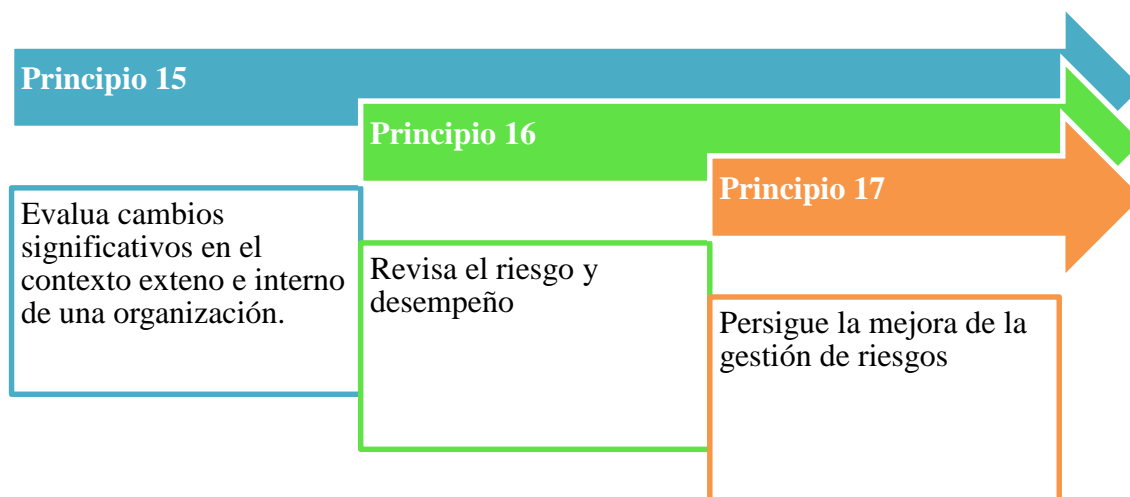 Principio 15
Evalua cambios
significativos en el
contexto exteno e interno
de una organización.
Principio 16
Revisa el riesgo y
desempeño
Principio 17
Persigue la mejora de la
gestión de riesgos